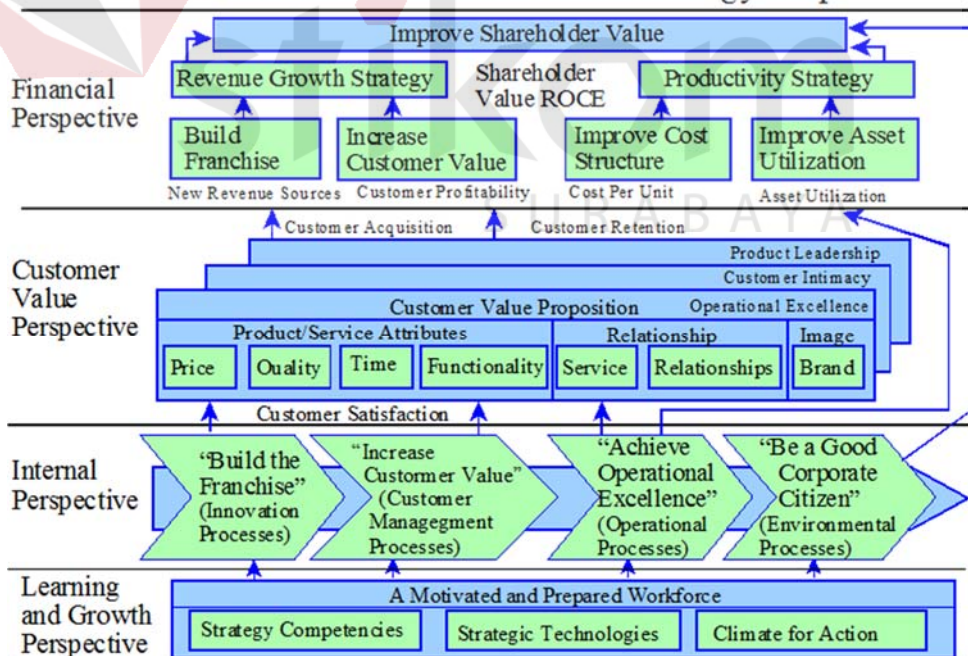 Improve Shareholder Value
Financial
Perspective
Revenue Growth Strategy
Shareholder
Value ROCE
Productivity Strategy
Build
Franchise
Increase
Customer Value
Improve Cost
Structure
Improve Asset
Utilization
New Revenue Sources
Customer Profitability
Cost Per Unit
Asset Utilization
stikom
SURABAYA
Customer Acquisition
Customer Retention
Customer
Value
Perspective
Product Leadership
Customer Intimacy
Customer Value Proposition
Operational Excellence
Product/Service Attributes
Relationship
Image
Price
Ouality
Time
Functionality
Service
Relationships
Brand
Customer Satisfaction
Internal
Perspective
“Build the
Franchise”
(Innovation
Processes)
“Increase
Custormer Value”
(Customer
Managegment
Processes)
“Achieve
Operational
Excellence”
(Operational
Processes)
“Be a Good
Corporate
Citizen”
(Environmental
Processes)
Learning
and Growth
Perspective
A Motivated and Prepared Workforce
Strategy Competencies
Strategic Technologies
Climate for Action